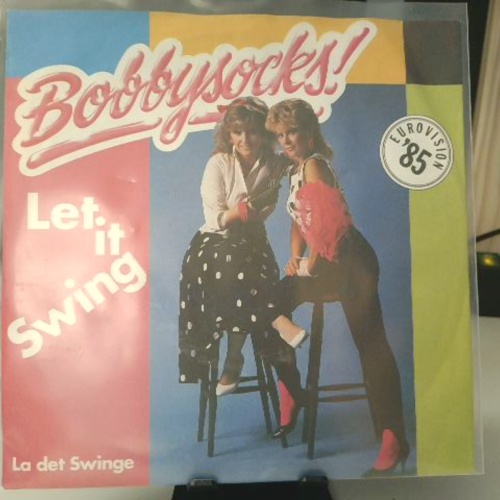 Bobbysocks!
EUROVISION
'85
Let it
Swing
La det Swinge